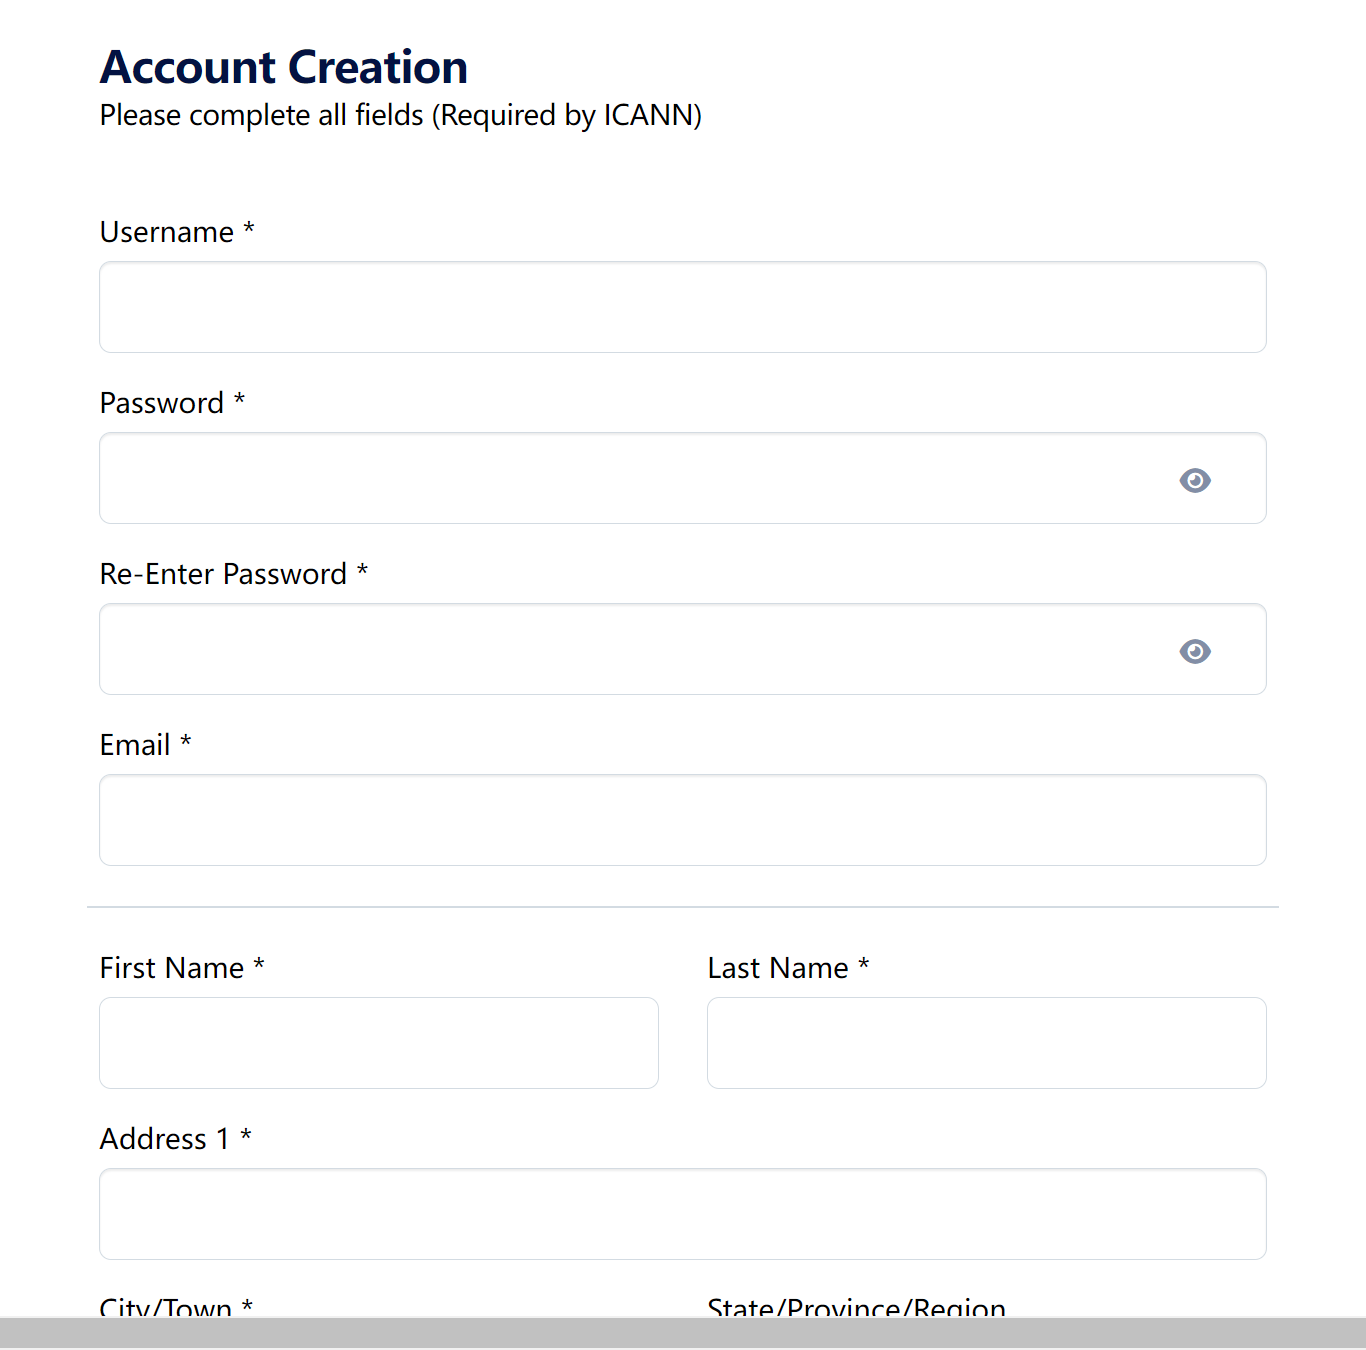 Account Creation
Please complete all fields (Required by ICANN)
Username *
Password *
Re-Enter Password *
Email *
First Name *
Last Name *
Address 1 *
City/Town *
State/Province/Region